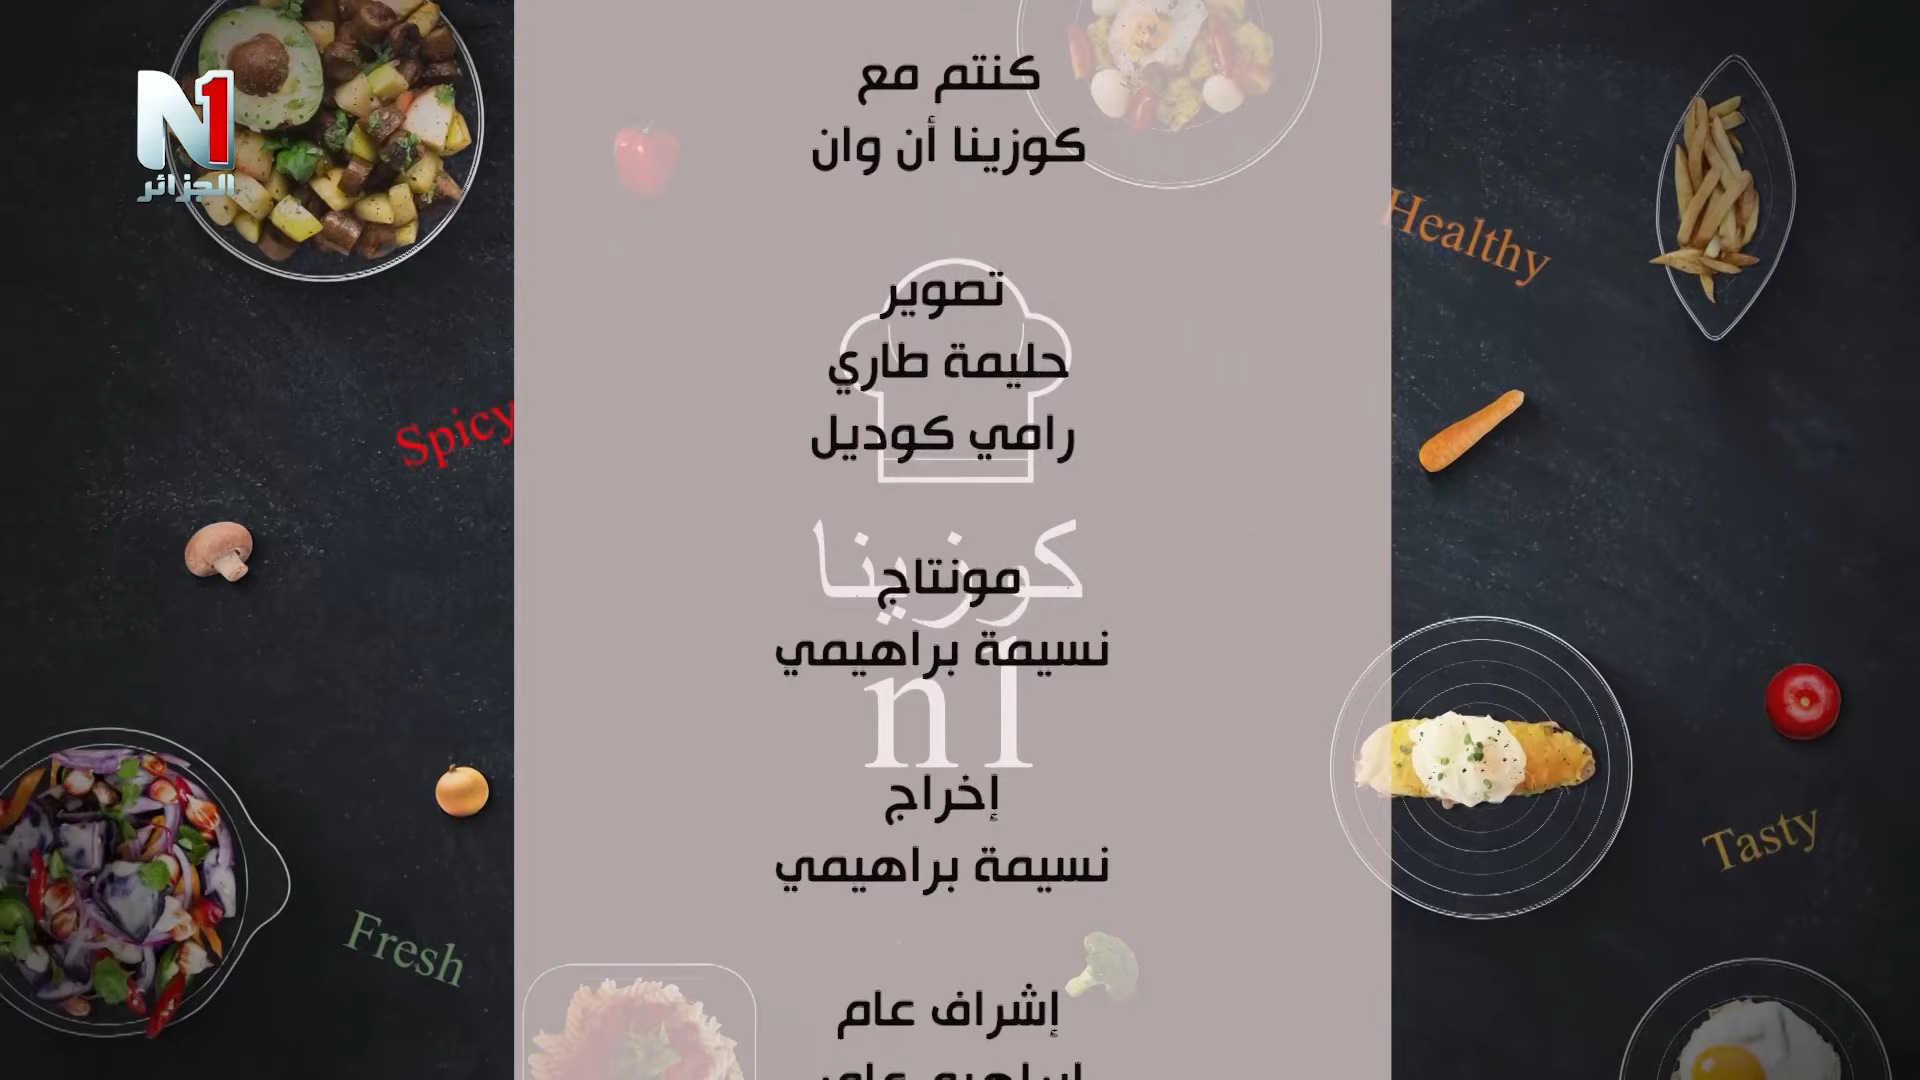 N1
الجزائر
كنتم مع
كوزينا أن وان
تصوير
حليمة طاري
رامي كوديل
كوزينا
مونتاج
نسيمة براهيمي
n1
إخراج
نسيمة براهيمي
إشراف عام
Healthy
Spicy
Tasty
Fresh